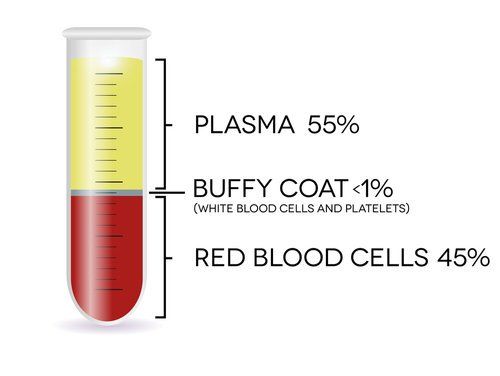 PLASMA 55%
BUFFY COAT <1%
(WHITE BLOOD CELLS AND PLATELETS)
RED BLOOD CELLS 45%